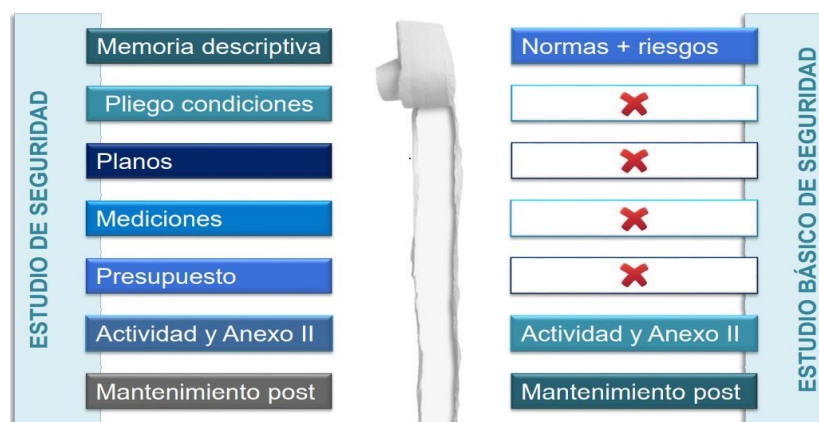 ESTUDIO DE SEGURIDAD
Memoria descriptiva
Pliego condiciones
Planos
Mediciones
Presupuesto
Actividad y Anexo II
Mantenimiento post
Normas + riesgos
Actividad y Anexo II
Mantenimiento post
ESTUDIO BÁSICO DE SEGURIDAD